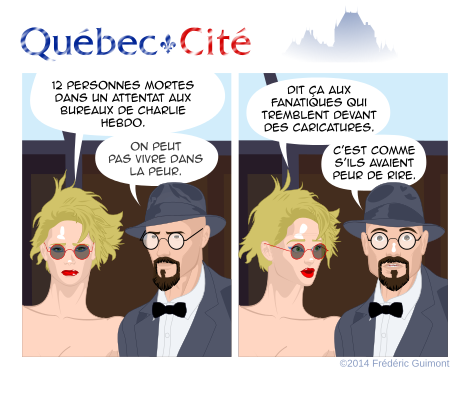 Québec⚜Cité
12 PERSONNES MORTES
DANS UN ATTENTAT AUX
BUREAUX DE CHARLIE
HEBDO.
ON PEUT
PAS VIVRE DANS
LA PEUR.
DIT ÇA AUX
FANATIQUES QUI
TREMBLENT DEVANT
DES CARICATURES.
C'EST COMME
S'ILS AVAIENT
PEUR DE RIRE.
©2014 Frédéric Guimont